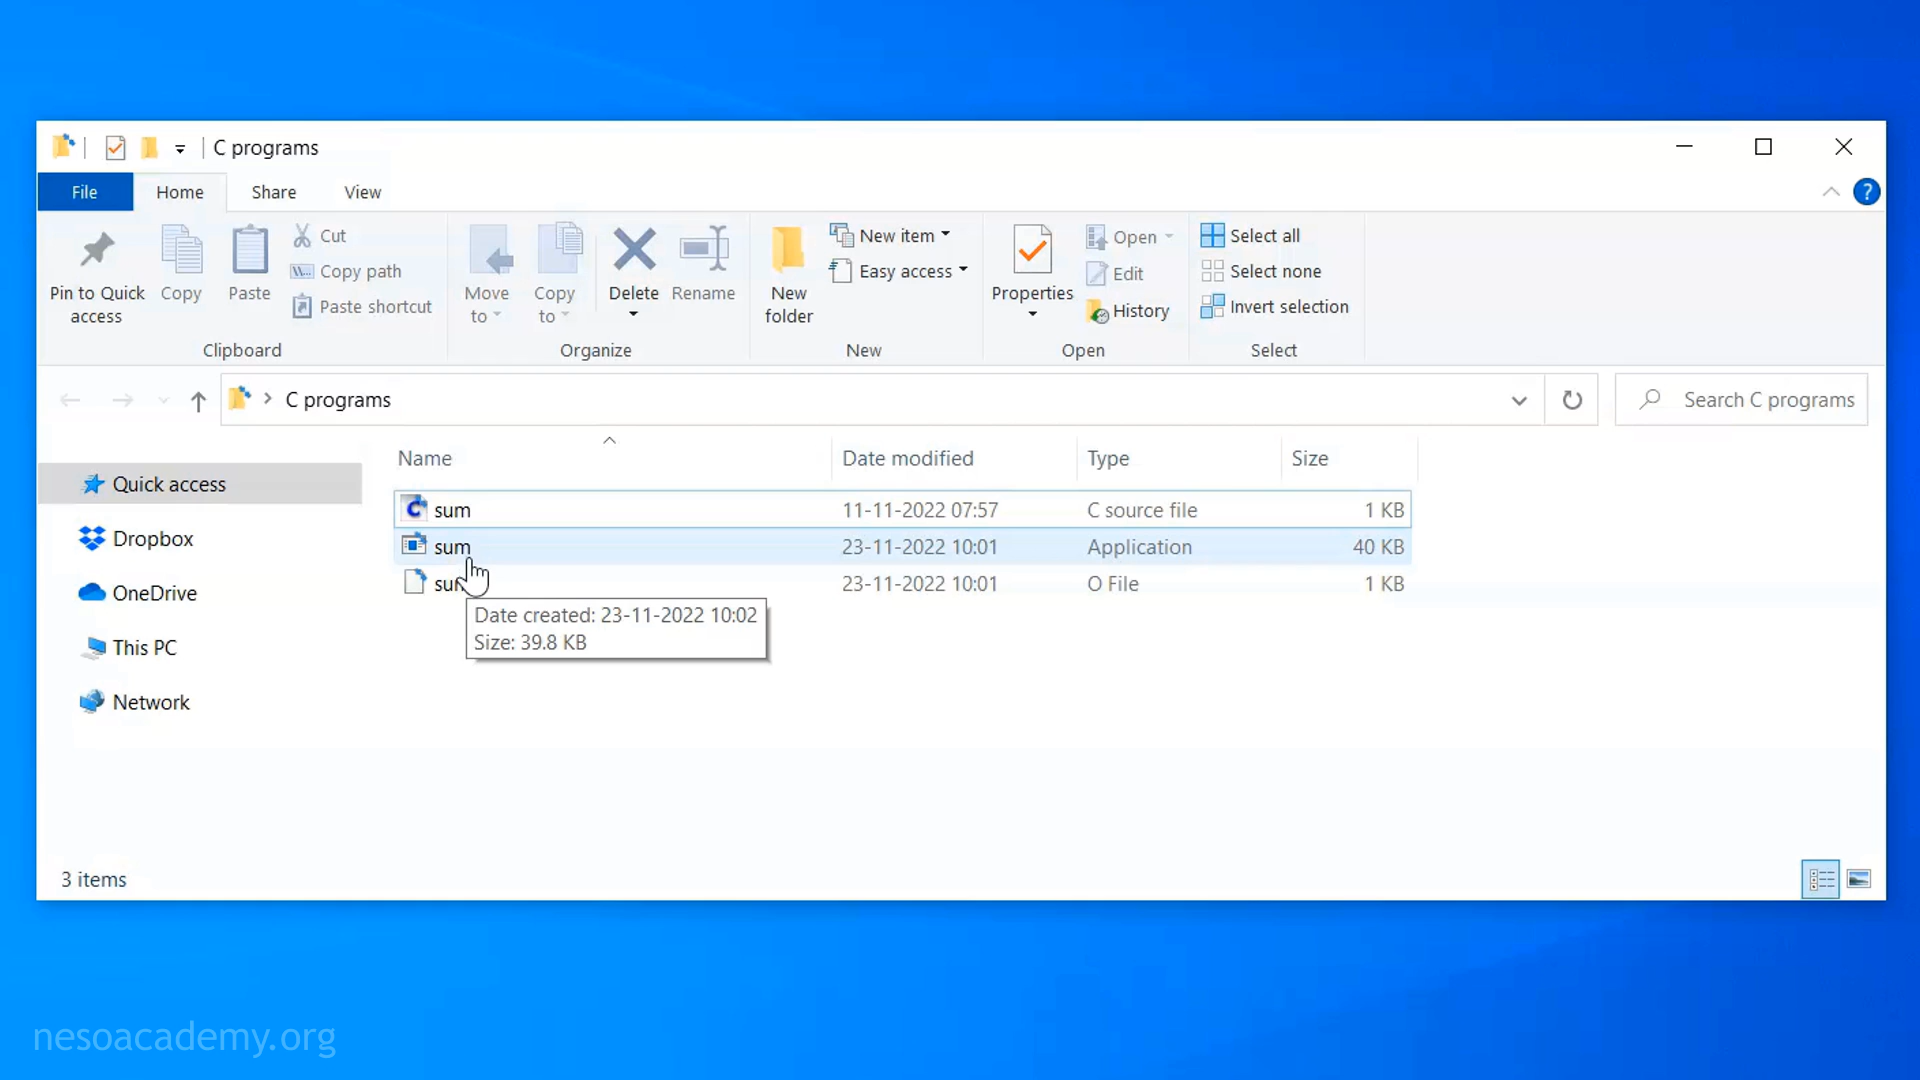 C programs
File Home Share View
Pin to Quick access
Copy
Paste
Cut
Copy path
Paste shortcut
Clipboard
Move to
Copy to
Delete
Rename
Organize
New folder
New item
Easy access
New
Properties
Open
Edit
History
Open
Select all
Select none
Invert selection
Select
C programs
Search C programs
Name Date modified Type Size
Quick access
Dropbox
OneDrive
This PC
Network
sum 11-11-2022 07:57 C source file 1 KB
sum 23-11-2022 10:01 Application 40 KB
23-11-2022 10:01 O File 1 KB
Date created: 23-11-2022 10:02
Size: 39.8 KB
3 items
nesoacademy.org